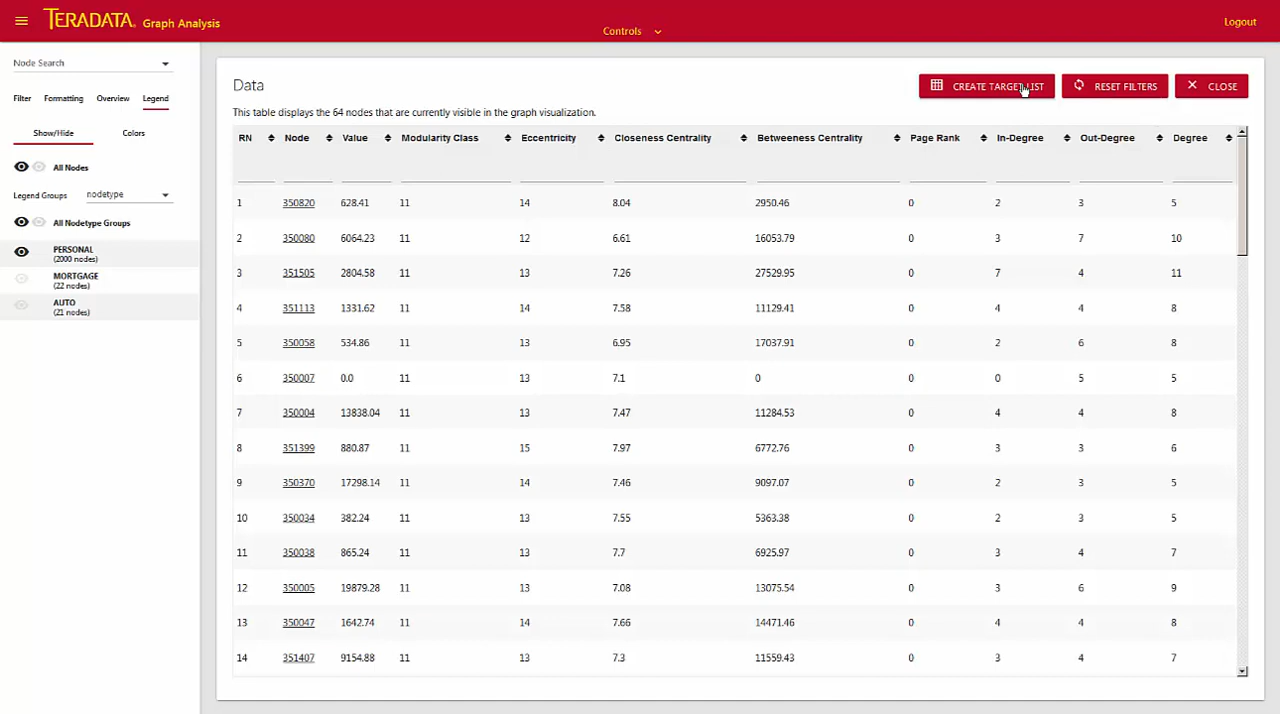 TERADATA. Graph Analysis
Controls
Logout
Node Search
Filter Formatting Overview Legend
Show/Hide Colors
All Nodes
Legend Groups nodetype
All Nodetype Groups
PERSONAL
(2000 nodes)
MORTGAGE
(22 nodes)
AUTO
(21 nodes)
Data
CREATE TARGET LIST RESET FILTERS CLOSE
This table displays the 64 nodes that are currently visible in the graph visualization.
RN Node Value Modularity Class Eccentricity Closeness Centrality Betweeness Centrality Page Rank In-Degree Out-Degree Degree
1 350820 628.41 11 14 8.04 2950.46 0 2 3 5
2 350080 6064.23 11 12 6.61 16053.79 0 3 7 10
3 351505 2804.58 11 13 7.26 27529.95 0 7 4 11
4 351113 1331.62 11 14 7.58 11129.41 0 4 4 8
5 350058 534.86 11 13 6.95 17037.91 0 2 6 8
6 350007 0.0 11 13 7.1 0 0 0 5 5
7 350004 13838.04 11 13 7.47 11284.53 0 4 4 8
8 351399 880.87 11 15 7.97 6772.76 0 3 3 6
9 350370 17298.14 11 14 7.46 9097.07 0 2 3 5
10 350034 382.24 11 13 7.55 5363.38 0 2 3 5
11 350038 865.24 11 13 7.7 6925.97 0 3 4 7
12 350005 19879.28 11 13 7.08 13075.54 0 3 6 9
13 350047 1642.74 11 14 7.66 14471.46 0 4 4 8
14 351407 9154.88 11 13 7.3 11559.43 0 3 4 7